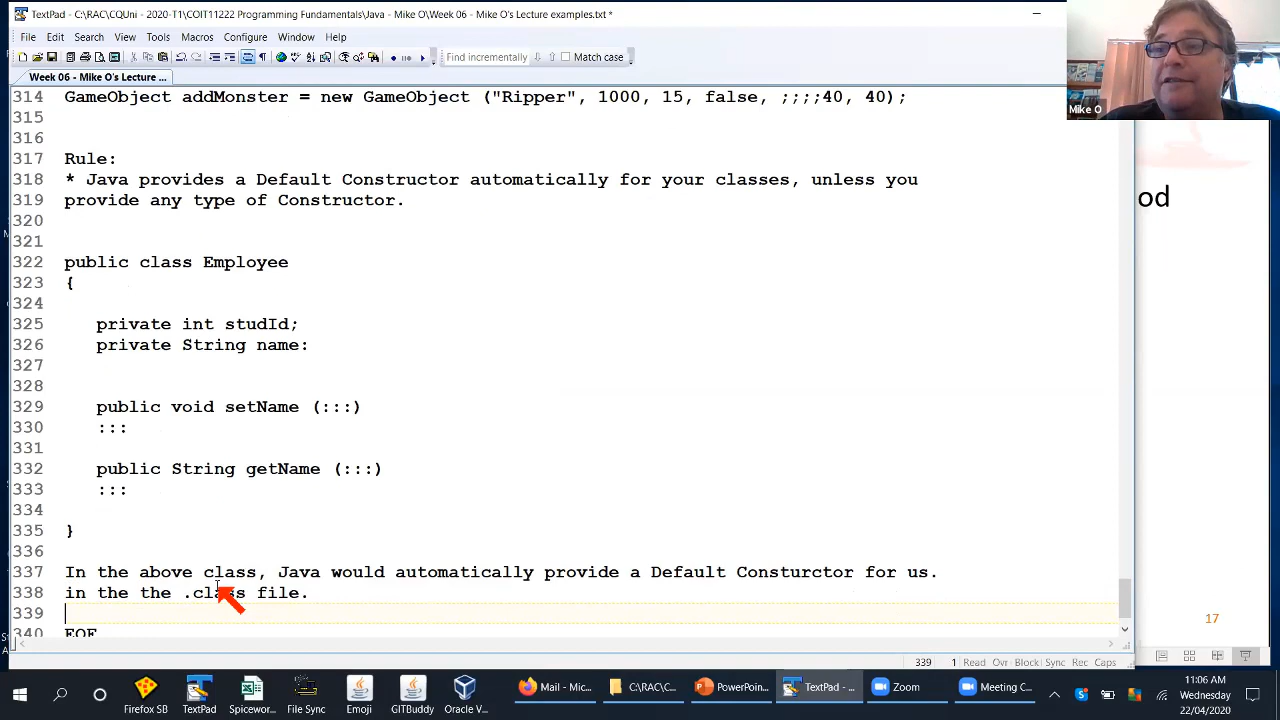 TextPad - C:\RAC\CQUni - 2020-T1\COIT11222 Programming Fundamentals\Java - Mike O\Week 06 - Mike O's Lecture examples.txt *
File Edit Search View Tools Macros Configure Window Help
Find incrementally Match case
Week 06 - Mike O's Lecture ...
Mike O
314 GameObject addMonster = new GameObject ("Ripper", 1000, 15, false, ;;;;40, 40);
315
316
317 Rule:
318 * Java provides a Default Constructor automatically for your classes, unless you
319 provide any type of Constructor.
320
321
322 public class Employee
323 {
324
325 private int studId;
326 private String name:
327
328
329 public void setName (:::)
330 :::
331
332 public String getName (:::)
333 :::
334
335 }
336
337 In the above class, Java would automatically provide a Default Consturctor for us.
338 in the the .class file.
339
340 EOF
od
17
339 1 Read Ovr Block Sync Rec Caps
Mail - Mic... C:\RAC\C... PowerPoin... TextPad - ... Zoom Meeting C...
Firefox SB TextPad Spicewor... File Sync Emoji GITBuddy Oracle V...
11:06 AM
Wednesday
22/04/2020